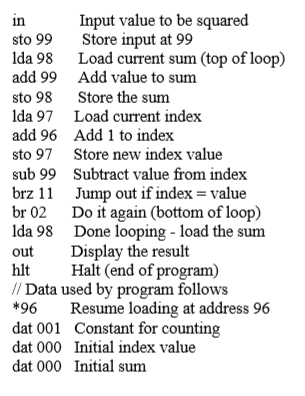 in Input value to be squared
sto 99 Store input at 99
lda 98 Load current sum (top of loop)
add 99 Add value to sum
sto 98 Store the sum
lda 97 Load current index
add 96 Add 1 to index
sto 97 Store new index value
sub 99 Subtract value from index
brz 11 Jump out if index = value
br 02 Do it again (bottom of loop)
lda 98 Done looping - load the sum
out Display the result
hlt Halt (end of program)
// Data used by program follows
*96 Resume loading at address 96
dat 001 Constant for counting
dat 000 Initial index value
dat 000 Initial sum